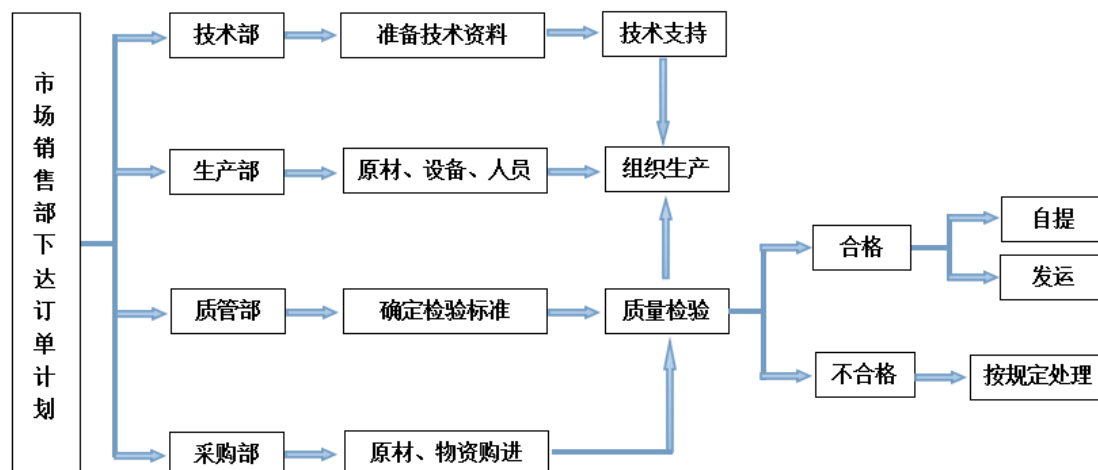 市场销售部下达订单计划
技术部
准备技术资料
技术支持
生产部
原材、设备、人员
组织生产
质管部
确定检验标准
质量检验
采购部
原材、物资购进
合格
自提
发运
不合格
按规定处理